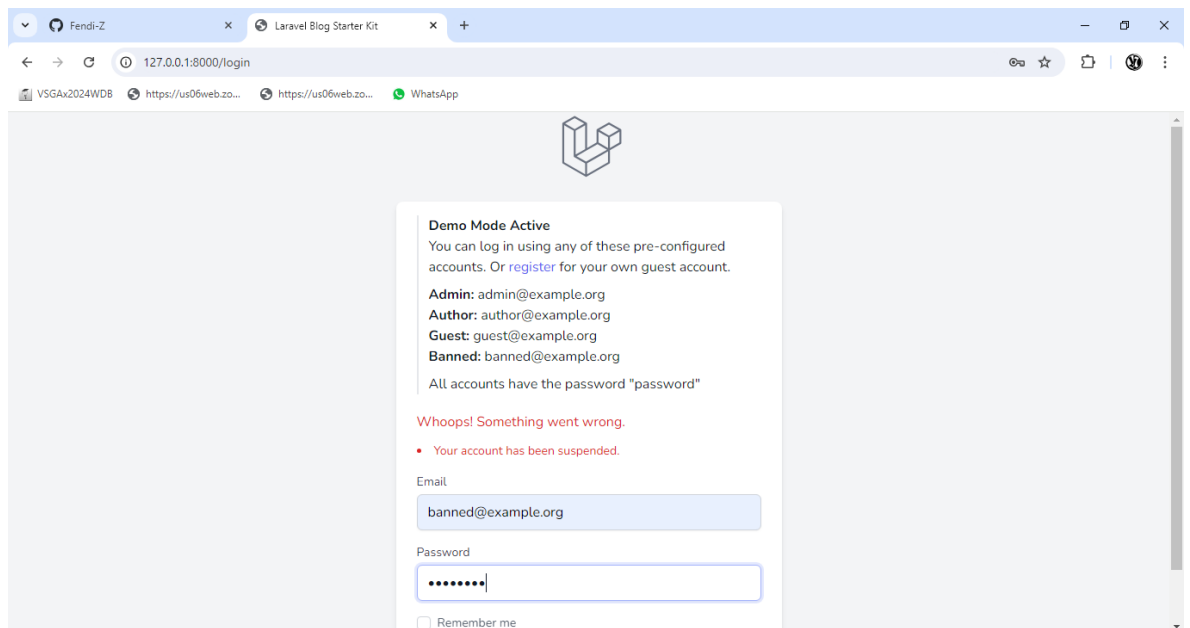 Fendi-Z
Laravel Blog Starter Kit
127.0.0.1:8000/login
VSGAx2024WDB
https://us06web.zo...
https://us06web.zo...
WhatsApp
Demo Mode Active
You can log in using any of these pre-configured
accounts. Or register for your own guest account.
Admin: admin@example.org
Author: author@example.org
Guest: guest@example.org
Banned: banned@example.org
All accounts have the password "password"
Whoops! Something went wrong.
Your account has been suspended.
Email
banned@example.org
Password
••••••••
Remember me